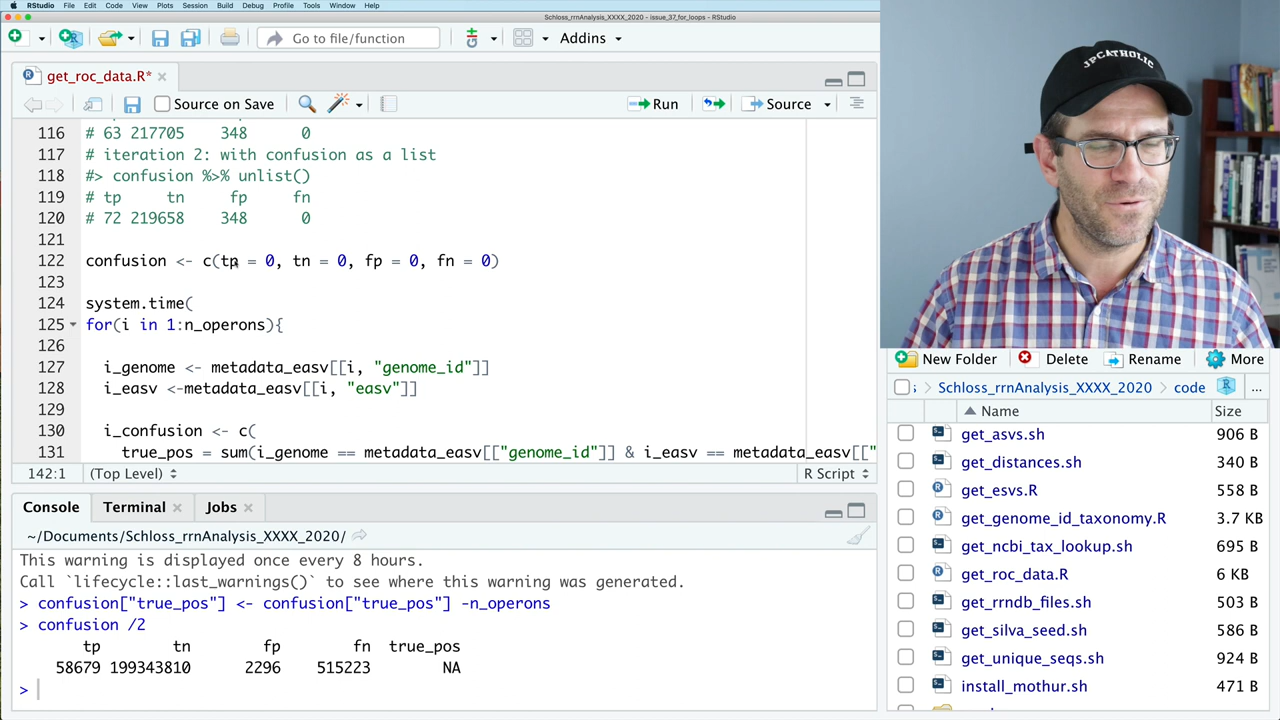 RStudio File Edit Code View Plots Session Build Debug Profile Tools Window Help
Schloss_rrnAnalysis_XXXX_2020 - issue_37_for_loops - RStudio
Go to file/function Addins
get_roc_data.R*
Source on Save Run Source
116 # 63 217705 348 0
117 # iteration 2: with confusion as a list
118 #> confusion %>% unlist()
119 # tp tn fp fn
120 # 72 219658 348 0
121
122 confusion <- c(tp = 0, tn = 0, fp = 0, fn = 0)
123
124 system.time(
125 for(i in 1:n_operons){
126
127 i_genome <- metadata_easv[[i, "genome_id"]]
128 i_easv <-metadata_easv[[i, "easv"]]
129
130 i_confusion <- c(
131 true_pos = sum(i_genome == metadata_easv[["genome_id"]] & i_easv == metadata_easv[["
142:1 (Top Level) R Script
Console Terminal Jobs
~/Documents/Schloss_rrnAnalysis_XXXX_2020/
This warning is displayed once every 8 hours.
Call `lifecycle::last_warnings()` to see where this warning was generated.
> confusion["true_pos"] <- confusion["true_pos"] -n_operons
> confusion /2
tp tn fp fn true_pos
58679 199343810 2296 515223 NA
>
JPCATHOLIC
New Folder Delete Rename More
s > Schloss_rrnAnalysis_XXXX_2020 > code ...
Name Size
get_asvs.sh 906 B
get_distances.sh 340 B
get_esvs.R 558 B
get_genome_id_taxonomy.R 3.7 KB
get_ncbi_tax_lookup.sh 695 B
get_roc_data.R 6 KB
get_rrndb_files.sh 503 B
get_silva_seed.sh 586 B
get_unique_seqs.sh 924 B
install_mothur.sh 471 B